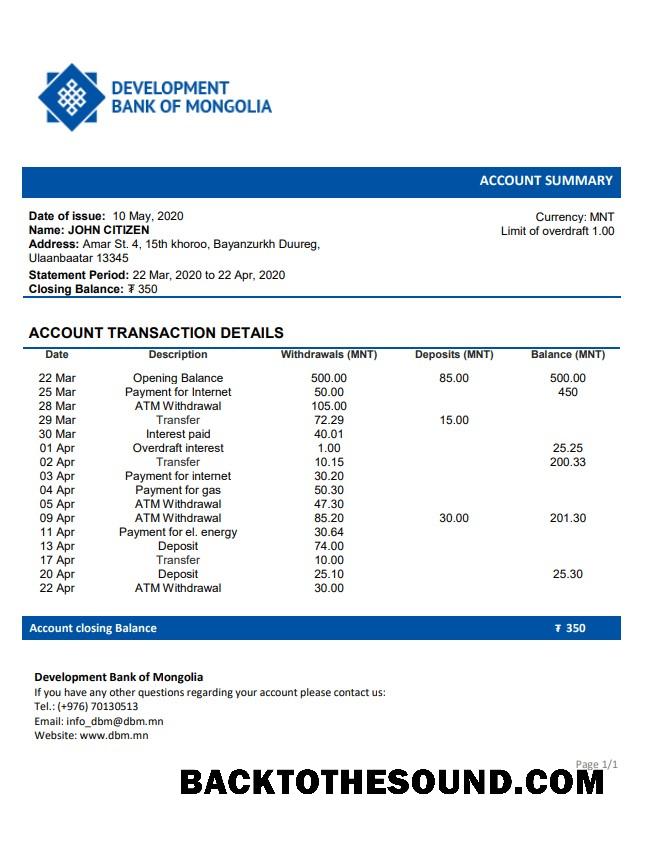 DEVELOPMENT
BANK OF MONGOLIA
ACCOUNT SUMMARY
Date of issue: 10 May, 2020
Currency: MNT
Name: JOHN CITIZEN
Limit of overdraft 1.00
Address: Amar St. 4, 15th khoroo, Bayanzurkh Duureg,
Ulaanbaatar 13345
Statement Period: 22 Mar, 2020 to 22 Apr, 2020
Closing Balance: ₮ 350
ACCOUNT TRANSACTION DETAILS
Date Description Withdrawals (MNT) Deposits (MNT) Balance (MNT)
22 Mar Opening Balance 500.00 85.00 500.00
25 Mar Payment for Internet 50.00 450
28 Mar ATM Withdrawal 105.00
29 Mar Transfer 72.29 15.00
30 Mar Interest paid 40.01
01 Apr Overdraft interest 1.00 25.25
02 Apr Transfer 10.15 200.33
03 Apr Payment for internet 30.20
04 Apr Payment for gas 50.30
05 Apr ATM Withdrawal 47.30
09 Apr ATM Withdrawal 85.20 30.00 201.30
11 Apr Payment for el. energy 30.64
13 Apr Deposit 74.00
17 Apr Transfer 10.00
20 Apr Deposit 25.10 25.30
22 Apr ATM Withdrawal 30.00
Account closing Balance ₮ 350
Development Bank of Mongolia
If you have any other questions regarding your account please contact us:
Tel.: (+976) 70130513
Email: info_dbm@dbm.mn
Website: www.dbm.mn
Page 1/1
BACKTOTHESOUND.COM